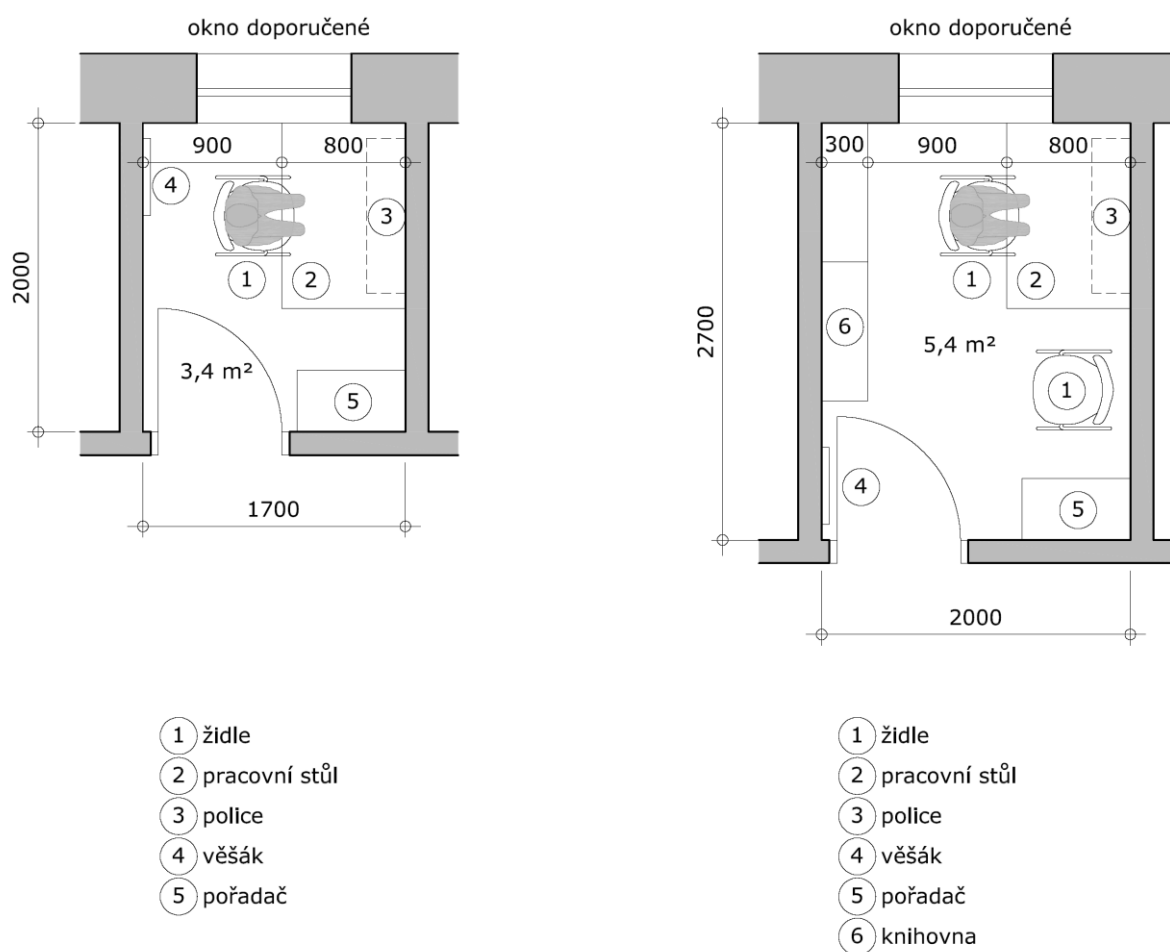 okno doporučené
900
800
4
3
1
2
2000
3,4 m²
5
1700
1 židle
2 pracovní stůl
3 police
4 věšák
5 pořadač
okno doporučené
300
900
800
3
1
2
6
2700
5,4 m²
1
4
5
2000
1 židle
2 pracovní stůl
3 police
4 věšák
5 pořadač
6 knihovna